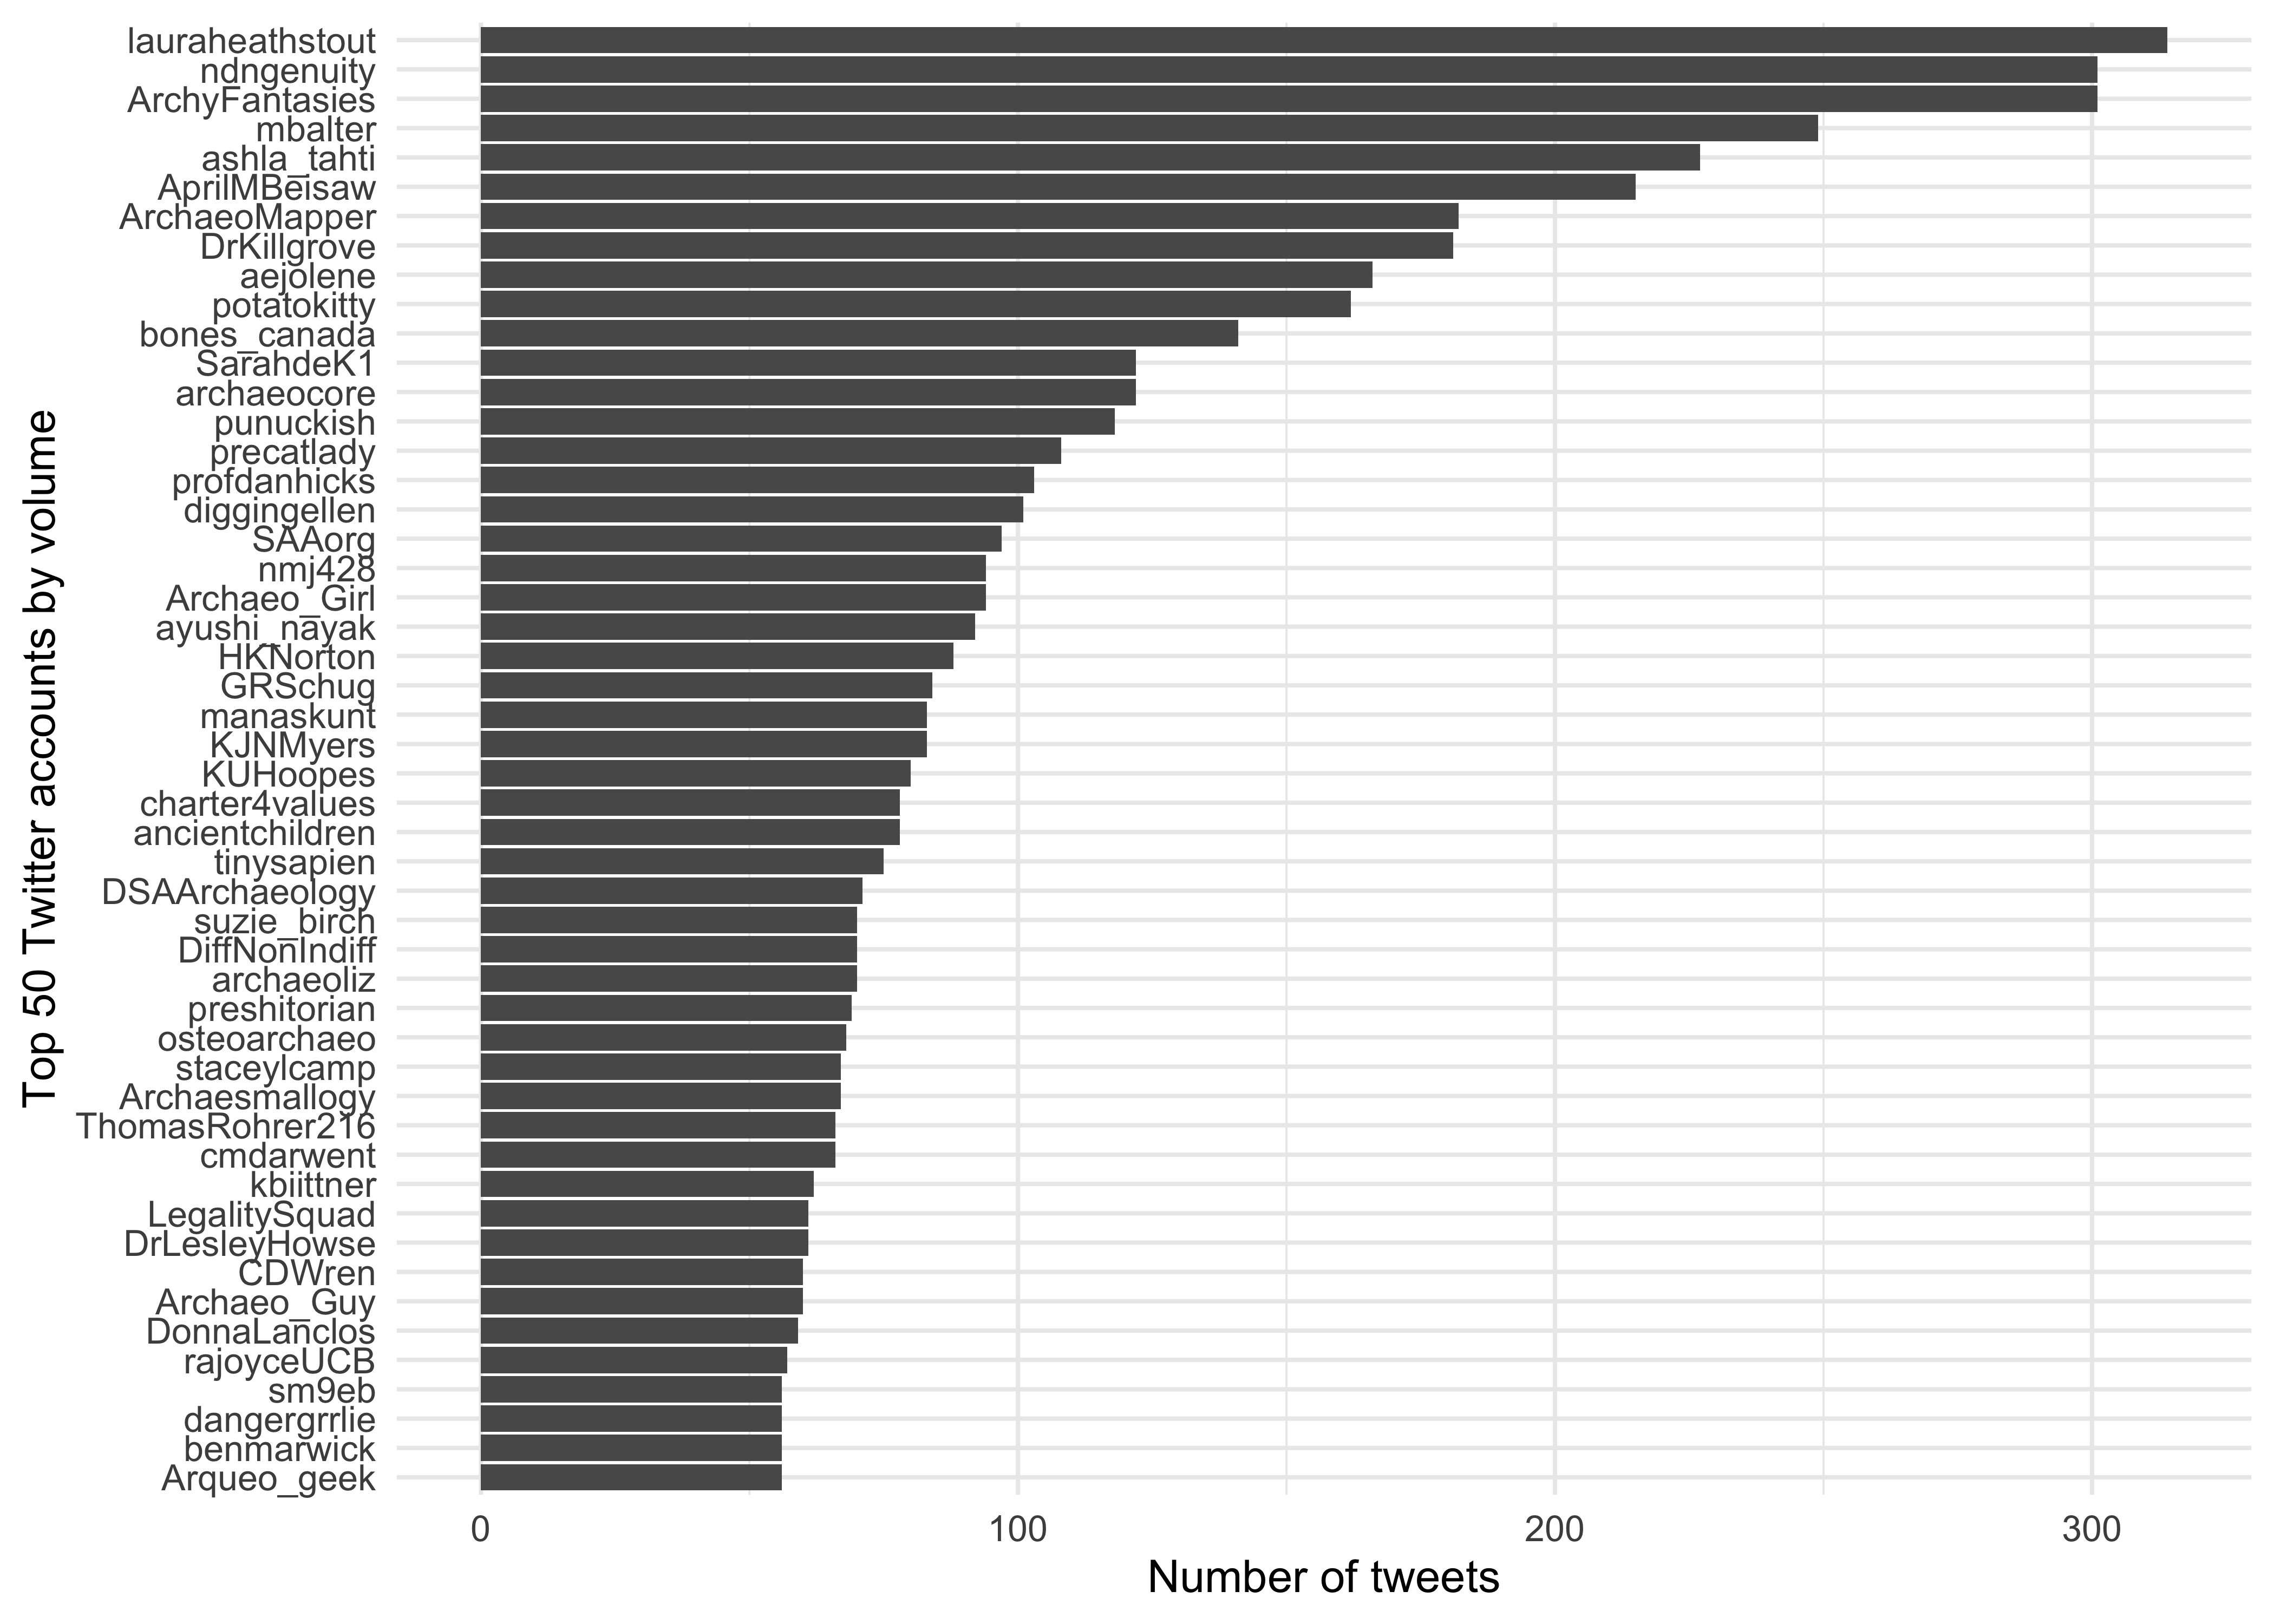 Top 50 Twitter accounts by volume
lauraheathstout
ndngenuity
ArchyFantasies
mbalter
ashla_tahti
AprilMBeisaw
ArchaeoMapper
DrKillgrove
aejolene
potatokitty
bones_canada
SarahdeK1
archaeocore
punuckish
precatlady
profdanhicks
diggingellen
SAAorg
nmj428
Archaeo_Girl
ayushi_nayak
HKNorton
GRSchug
manaskunt
KJNMyers
KUHoopes
charter4values
ancientchildren
tinysapien
DSAArchaeology
suzie_birch
DiffNonIndiff
archaeoliz
preshitorian
osteoarchaeo
staceylcamp
Archaesmallogy
ThomasRohrer216
cmdarwent
kbiittner
LegalitySquad
DrLesleyHowse
CDWren
Archaeo_Guy
DonnaLanclos
rajoyceUCB
sm9eb
dangergrrlie
benmarwick
Arqueo_geek
0 100 200 300
Number of tweets